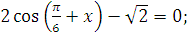 2 cos(π/6 + x) − √2 = 0;